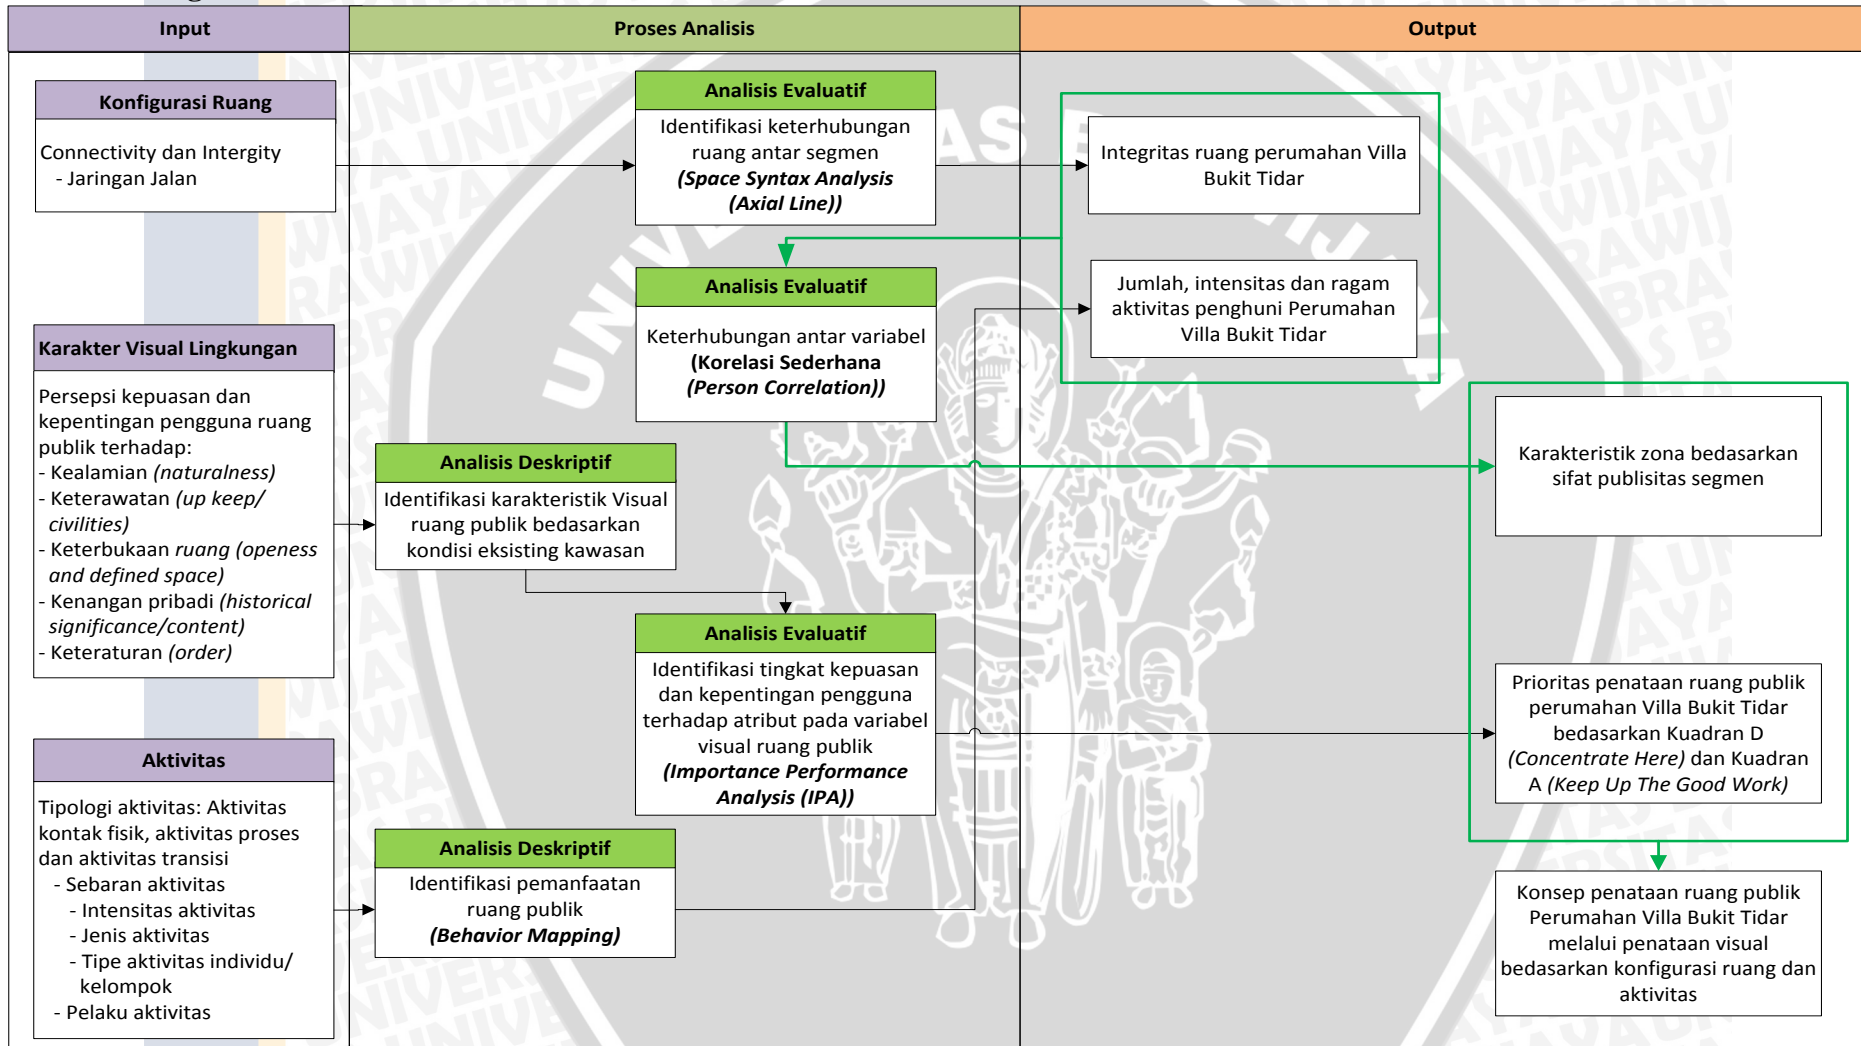 Input
Proses Analisis
Output
Konfigurasi Ruang
Connectivity dan Intergity
- Jaringan Jalan
Analisis Evaluatif
Identifikasi keterhubungan
ruang antar segmen
(Space Syntax Analysis
(Axial Line))
Integritas ruang perumahan Villa
Bukit Tidar
Analisis Evaluatif
Keterhubungan antar variabel
(Korelasi Sederhana
(Person Correlation))
Jumlah, intensitas dan ragam
aktivitas penghuni Perumahan
Villa Bukit Tidar
Karakter Visual Lingkungan
Persepsi kepuasan dan
kepentingan pengguna ruang
publik terhadap:
- Kealamian (naturalness)
- Keterawatan (up keep/
civilities)
- Keterbukaan ruang (openess
and defined space)
- Kenangan pribadi (historical
significance/content)
- Keteraturan (order)
Analisis Deskriptif
Identifikasi karakteristik Visual
ruang publik bedasarkan
kondisi eksisting kawasan
Karakteristik zona bedasarkan
sifat publisitas segmen
Analisis Evaluatif
Identifikasi tingkat kepuasan
dan kepentingan pengguna
terhadap atribut pada variabel
visual ruang publik
(Importance Performance
Analysis (IPA))
Prioritas penataan ruang publik
perumahan Villa Bukit Tidar
bedasarkan Kuadran D
(Concentrate Here) dan Kuadran
A (Keep Up The Good Work)
Aktivitas
Tipologi aktivitas: Aktivitas
kontak fisik, aktivitas proses
dan aktivitas transisi
- Sebaran aktivitas
- Intensitas aktivitas
- Jenis aktivitas
- Tipe aktivitas individu/
kelompok
- Pelaku aktivitas
Analisis Deskriptif
Identifikasi pemanfaatan
ruang publik
(Behavior Mapping)
Konsep penataan ruang publik
Perumahan Villa Bukit Tidar
melalui penataan visual
bedasarkan konfigurasi ruang dan
aktivitas